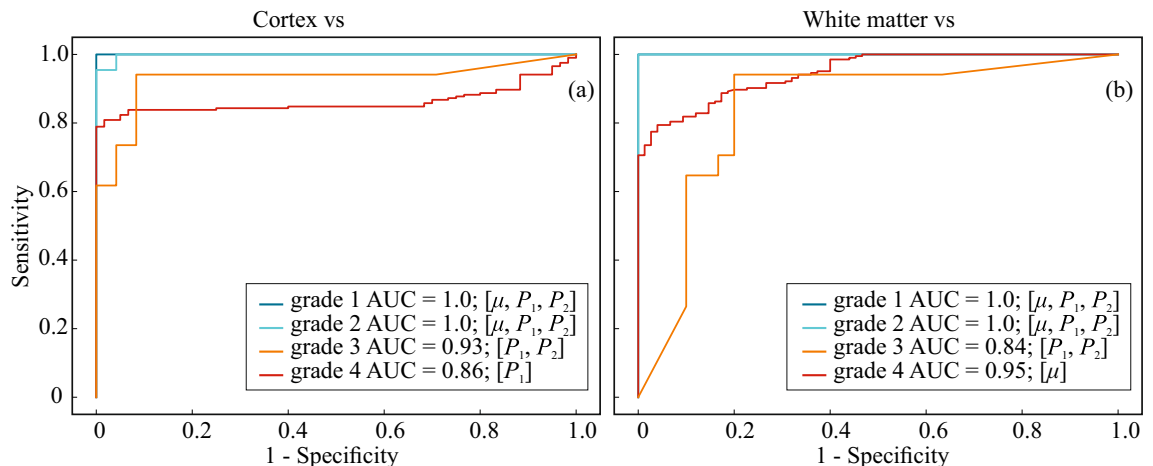 Cortex vs
White matter vs
Sensitivity
1.0
0.8
0.6
0.4
0.2
0
(a)
grade 1 AUC = 1.0; [μ, P₁, P₂]
grade 2 AUC = 1.0; [μ, P₁, P₂]
grade 3 AUC = 0.93; [P₁, P₂]
grade 4 AUC = 0.86; [P₁]
0 0.2 0.4 0.6 0.8 1.0
1 - Specificity
(b)
grade 1 AUC = 1.0; [μ, P₁, P₂]
grade 2 AUC = 1.0; [μ, P₁, P₂]
grade 3 AUC = 0.84; [P₁, P₂]
grade 4 AUC = 0.95; [μ]
0 0.2 0.4 0.6 0.8 1.0
1 - Specificity